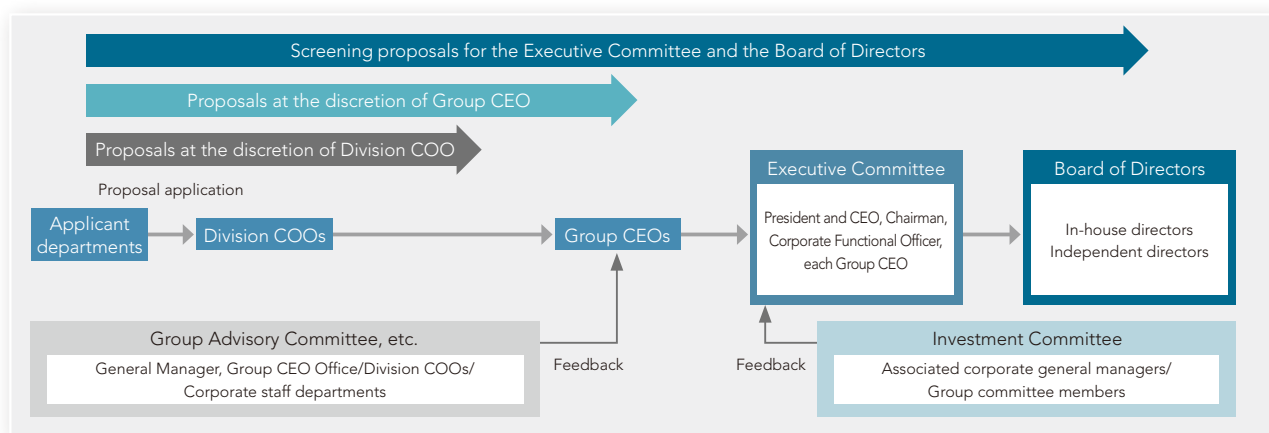 Screening proposals for the Executive Committee and the Board of Directors
Proposals at the discretion of Group CEO
Proposals at the discretion of Division COO
Proposal application
Applicant
departments
Division COOs
Group CEOs
Executive Committee
President and CEO, Chairman,
Corporate Functional Officer,
each Group CEO
Board of Directors
In-house directors
Independent directors
Group Advisory Committee, etc.
General Manager, Group CEO Office/Division COOs/
Corporate staff departments
Feedback
Feedback
Investment Committee
Associated corporate general managers/
Group committee members